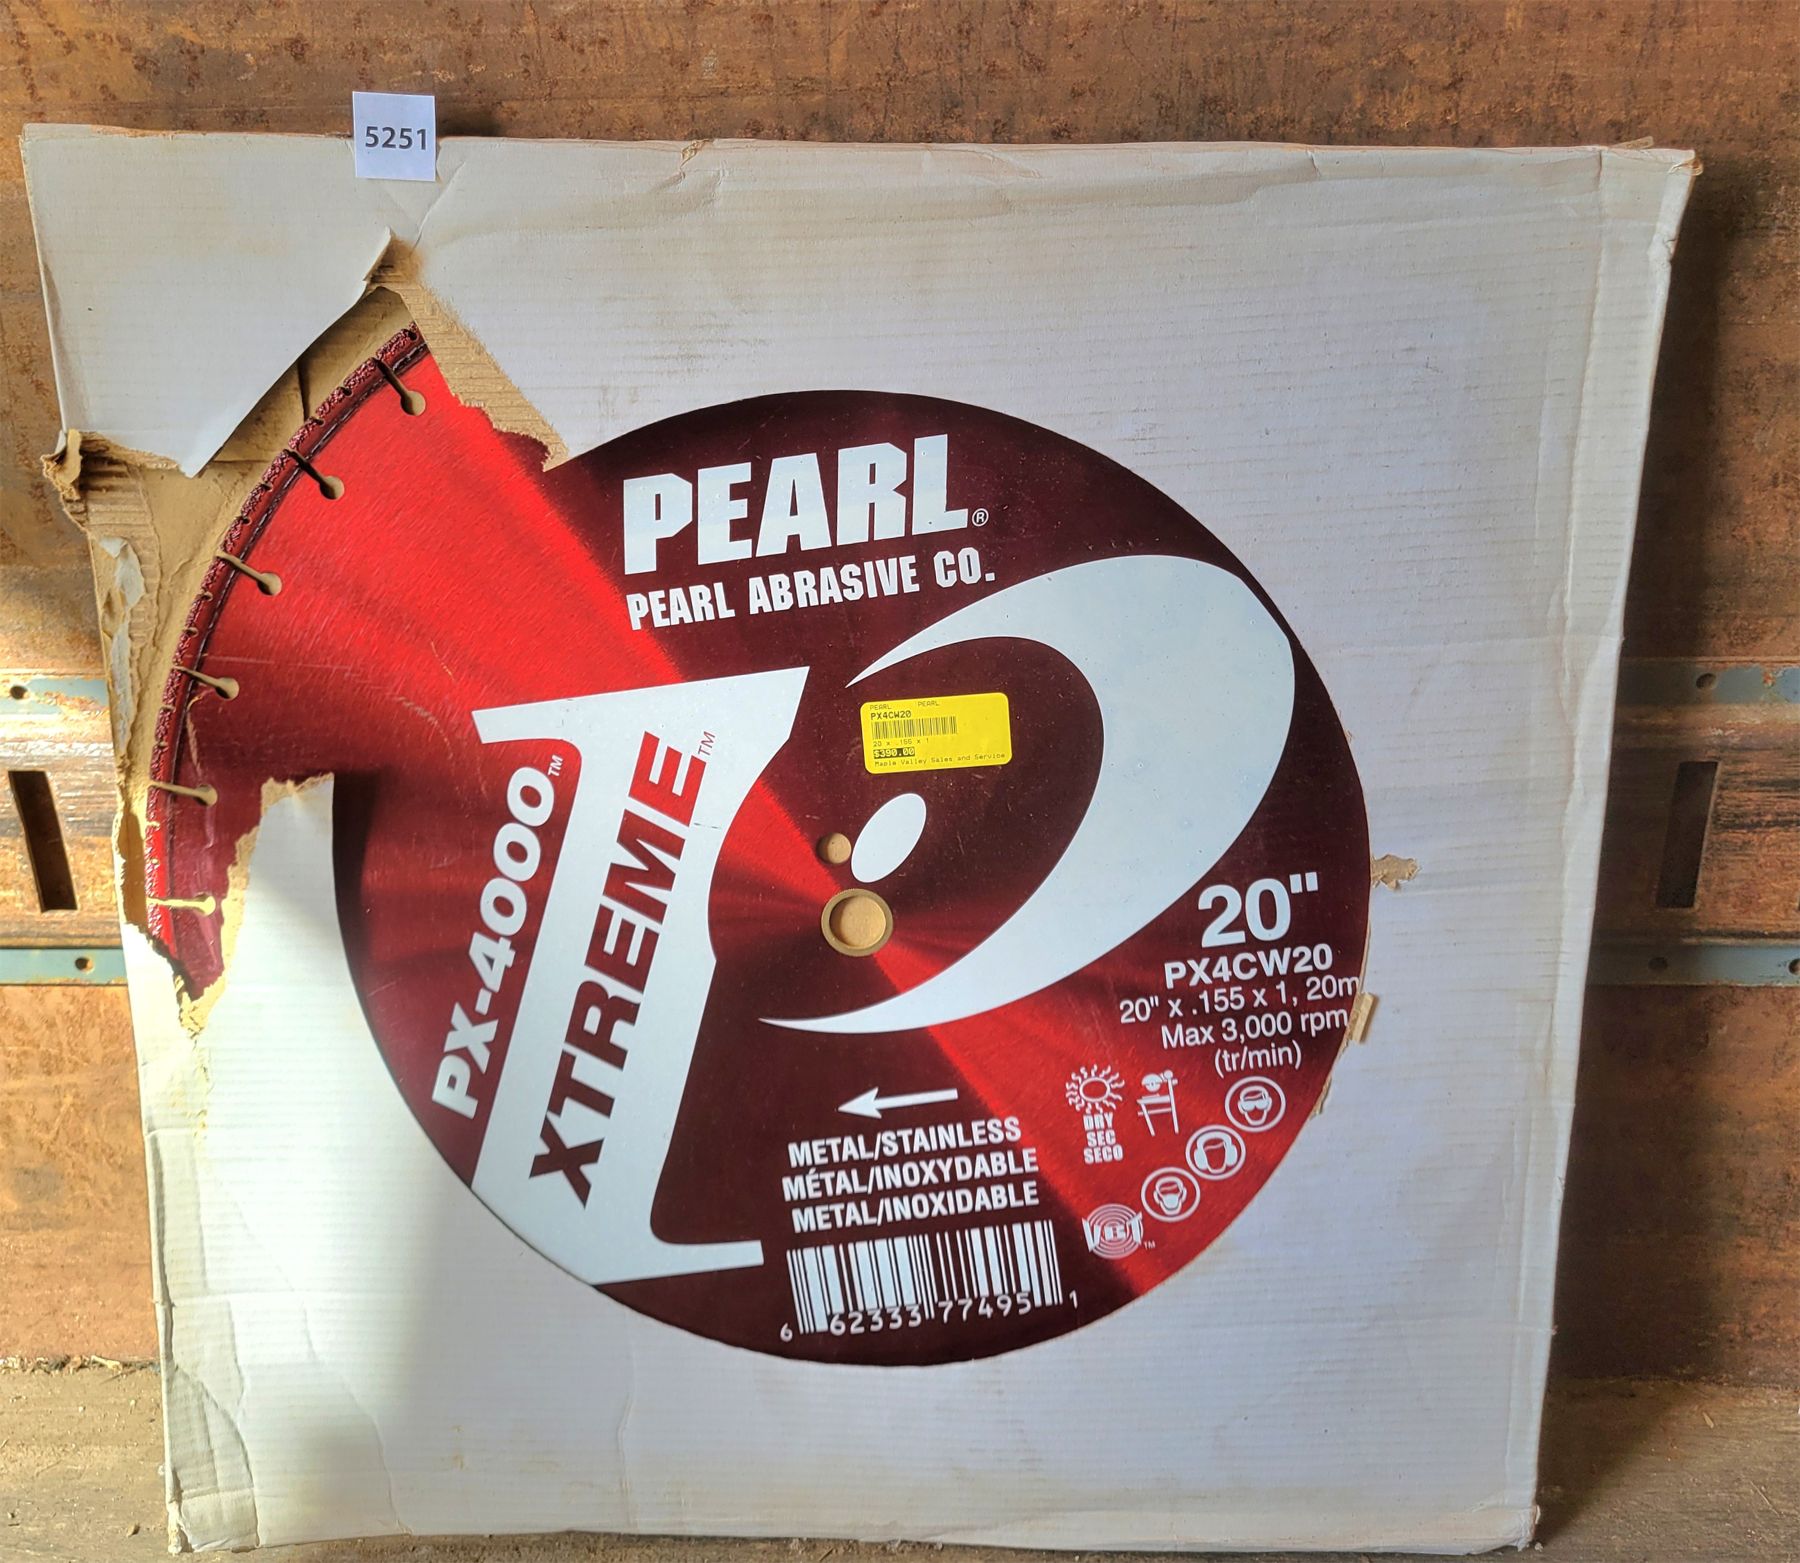 5251
PEARL®
PEARL ABRASIVE CO.
PEARL PEARL
PX4CW20
20 x .155 x 1
$390.00
Maple Valley Sales and Service
PX-4000™
XTREME™
20"
PX4CW20
20" x .155 x 1, 20m
Max 3,000 rpm
(tr/min)
DRY
SEC
SECO
METAL/STAINLESS
MÉTAL/INOXYDABLE
METAL/INOXIDABLE
6 62333 77495 1